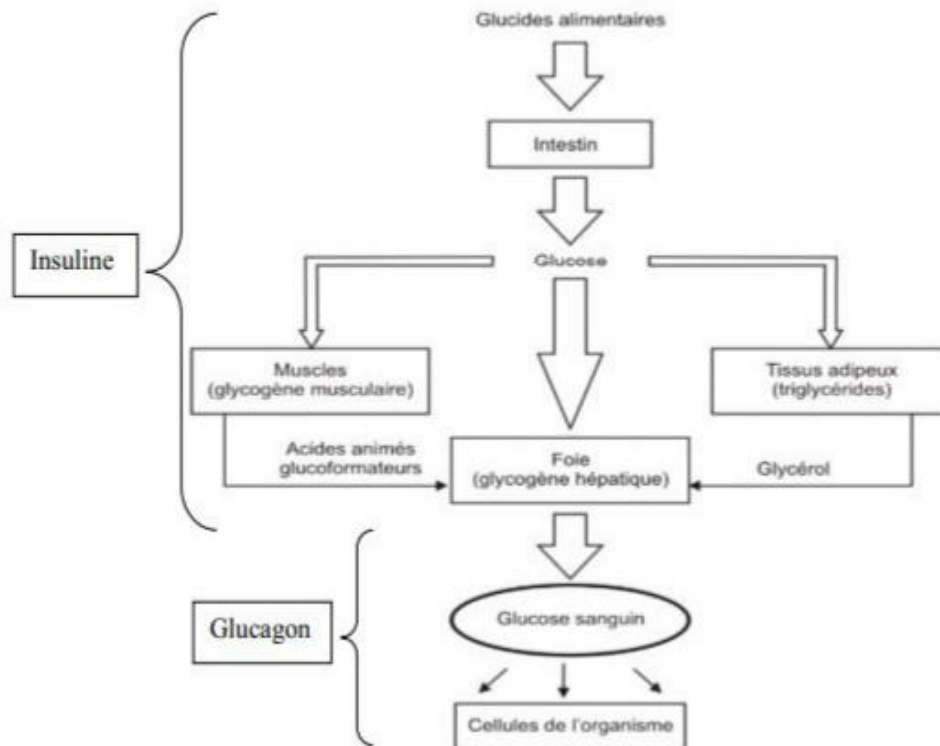 Glucides alimentaires
Intestin
Insuline
Glucose
Muscles
(glycogène musculaire)
Tissus adipeux
(triglycérides)
Acides animés
glucoformateurs
Foie
(glycogène hépatique)
Glycérol
Glucagon
Glucose sanguin
Cellules de l'organisme